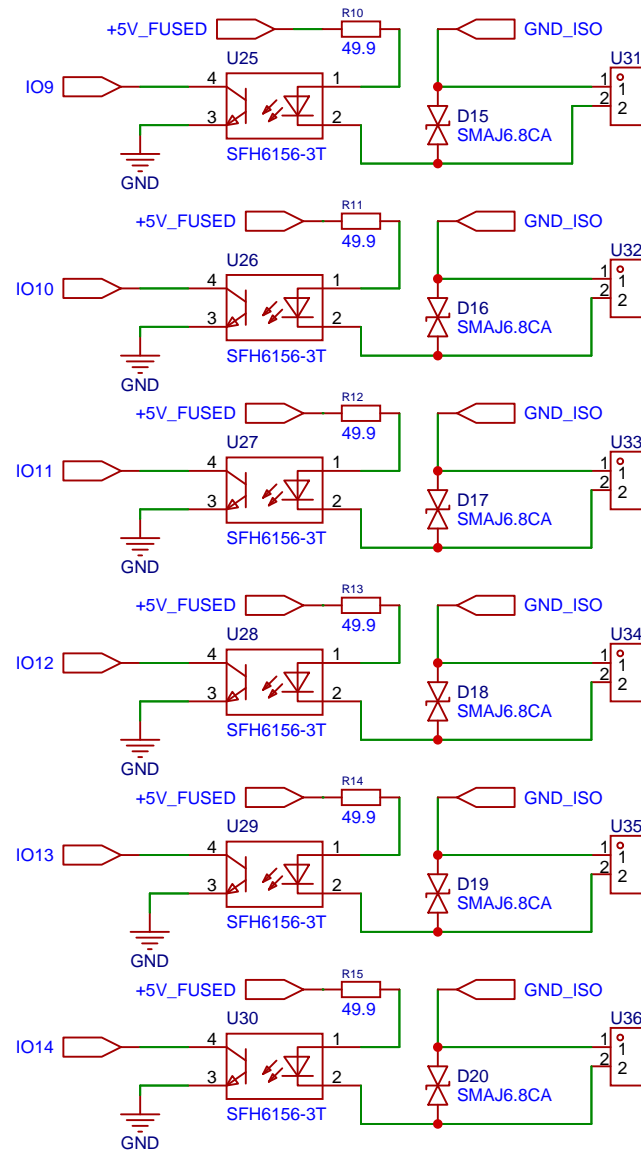 R10
+5V_FUSED
49.9
GND_ISO
U25
U31
IO9
4
1
3
2
SFH6156-3T
D15
SMAJ6.8CA
1
1
2
2
GND
R11
+5V_FUSED
49.9
GND_ISO
U26
U32
IO10
4
1
3
2
SFH6156-3T
D16
SMAJ6.8CA
1
1
2
2
GND
R12
+5V_FUSED
49.9
GND_ISO
U27
U33
IO11
4
1
3
2
SFH6156-3T
D17
SMAJ6.8CA
1
1
2
2
GND
R13
+5V_FUSED
49.9
GND_ISO
U28
U34
IO12
4
1
3
2
SFH6156-3T
D18
SMAJ6.8CA
1
1
2
2
GND
R14
+5V_FUSED
49.9
GND_ISO
U29
U35
IO13
4
1
3
2
SFH6156-3T
D19
SMAJ6.8CA
1
1
2
2
GND
R15
+5V_FUSED
49.9
GND_ISO
U30
U36
IO14
4
1
3
2
SFH6156-3T
D20
SMAJ6.8CA
1
1
2
2
GND